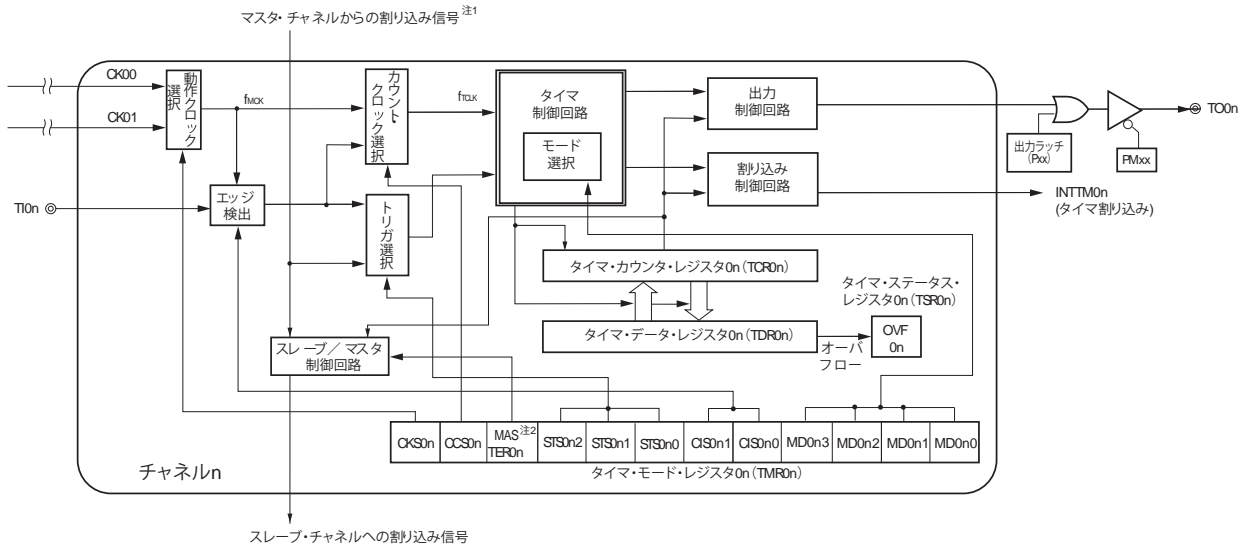 マスタ・チャネルからの割り込み信号注1
CK00
CK01
動作クロック選択
fMCK
カウント・クロック選択
fTCLK
タイマ制御回路
モード選択
出力制御回路
TO0n
出力ラッチ
(Pxx)
PMxx
割り込み制御回路
INTTM0n
(タイマ割り込み)
TI0n
エッジ検出
トリガ選択
タイマ・カウンタ・レジスタ0n(TCR0n)
タイマ・ステータス・
レジスタ0n(TSR0n)
タイマ・データ・レジスタ0n(TDR0n)
オーバ
フロー
OVF
0n
スレーブ/マスタ
制御回路
CKS0n
CCS0n
MAS注2
TER0n
STS0n2
STS0n1
STS0n0
CIS0n1
CIS0n0
MD0n3
MD0n2
MD0n1
MD0n0
タイマ・モード・レジスタ0n(TMR0n)
チャネルn
スレーブ・チャネルへの割り込み信号